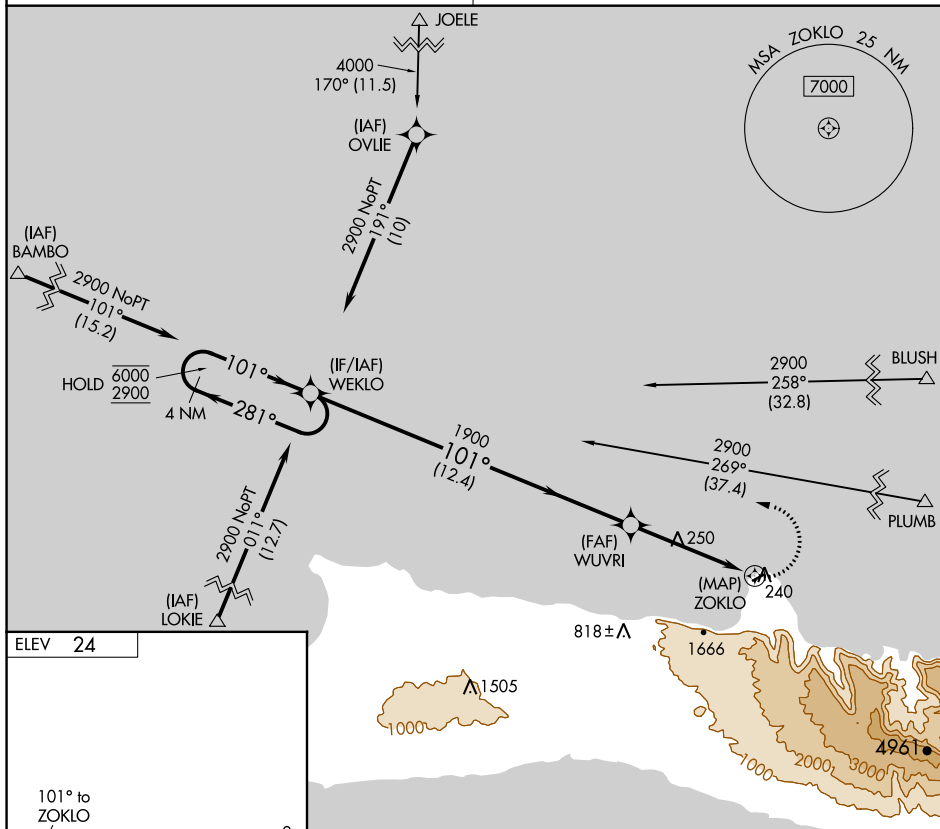 JOELE
4000
170° (11.5)
(IAF)
OVLIE
2900 NoPT
191°
(10)
MSA ZOKLO 25 NM
7000
(IAF)
BAMBO
2900 NoPT
101°
(15.2)
HOLD
6000
2900
4 NM
101°
281°
(IF/IAF)
WEKLO
1900
101°
(12.4)
2900
258°
(32.8)
BLUSH
2900
269°
(37.4)
PLUMB
2900 NoPT
011°
(12.7)
(IAF)
LOKIE
(FAF)
WUVRI
250
(MAP)
ZOKLO
240
818±
1666
1505
1000
1000
2000
3000
4961
ELEV 24
101° to
ZOKLO